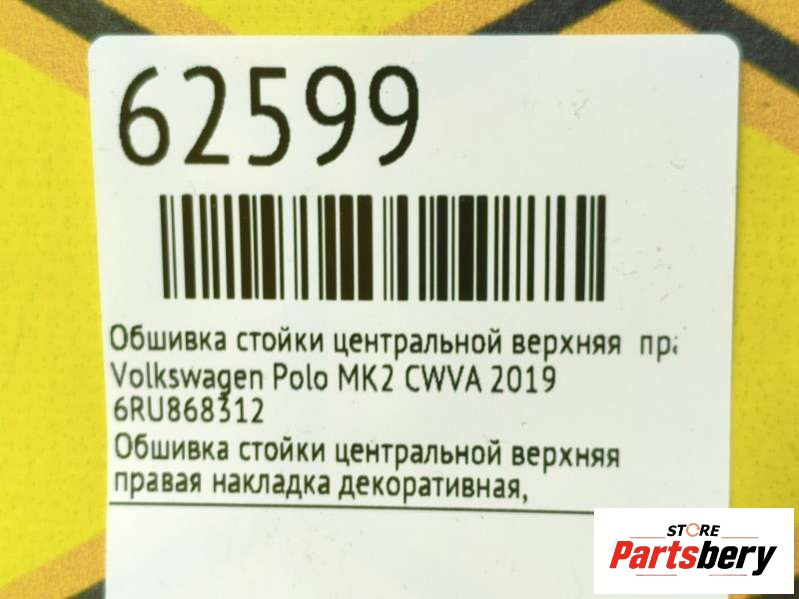 62599
Обшивка стойки центральной верхняя пра
Volkswagen Polo MK2 CWVA 2019
6RU868312
Обшивка стойки центральной верхняя
правая накладка декоративная,
STORE
Partsbery